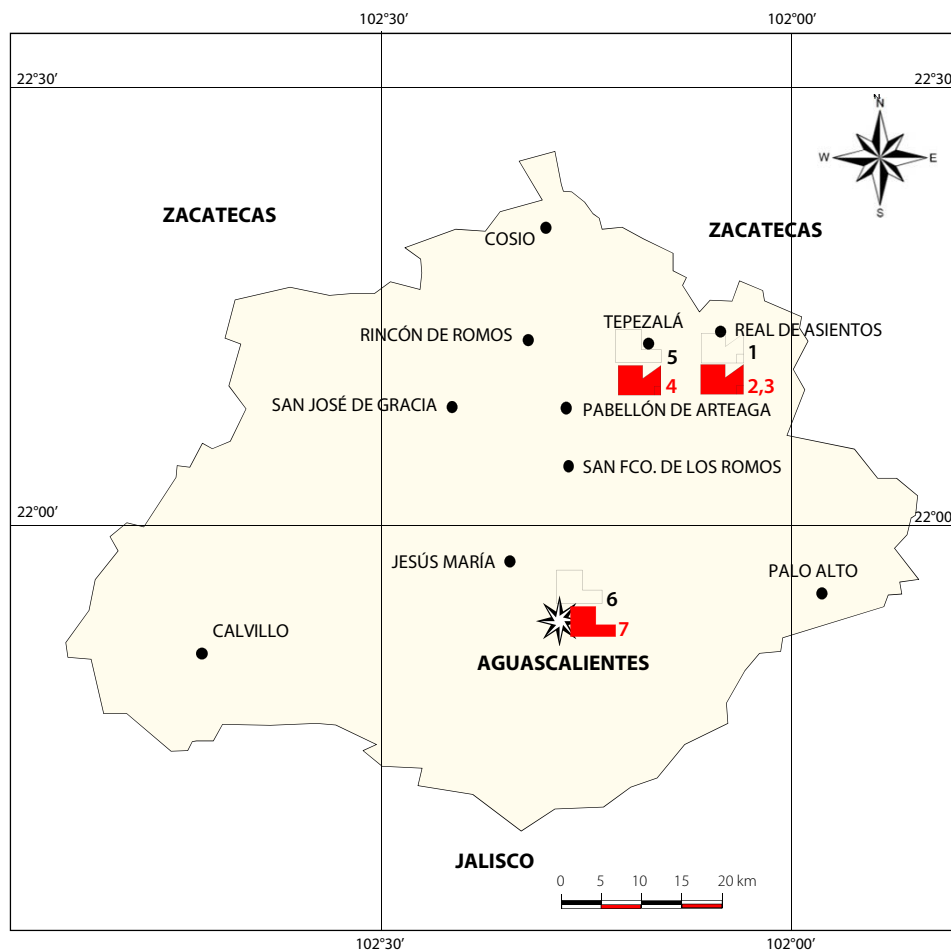 102°30’
102°00’
22°30’
22°30
N
N
W
E
S
ZACATECAS
ZACATECAS
COSIO
TEPEZALÁ
REAL DE ASIENTOS
RINCÓN DE ROMOS
5
1
4
2,3
SAN JOSÉ DE GRACIA
PABELLÓN DE ARTEAGA
SAN FCO. DE LOS ROMOS
22°00’
22°00
JESÚS MARÍA
PALO ALTO
6
CALVILLO
7
AGUASCALIENTES
JALISCO
0 5 10 15 20 km
102°30’
102°00’